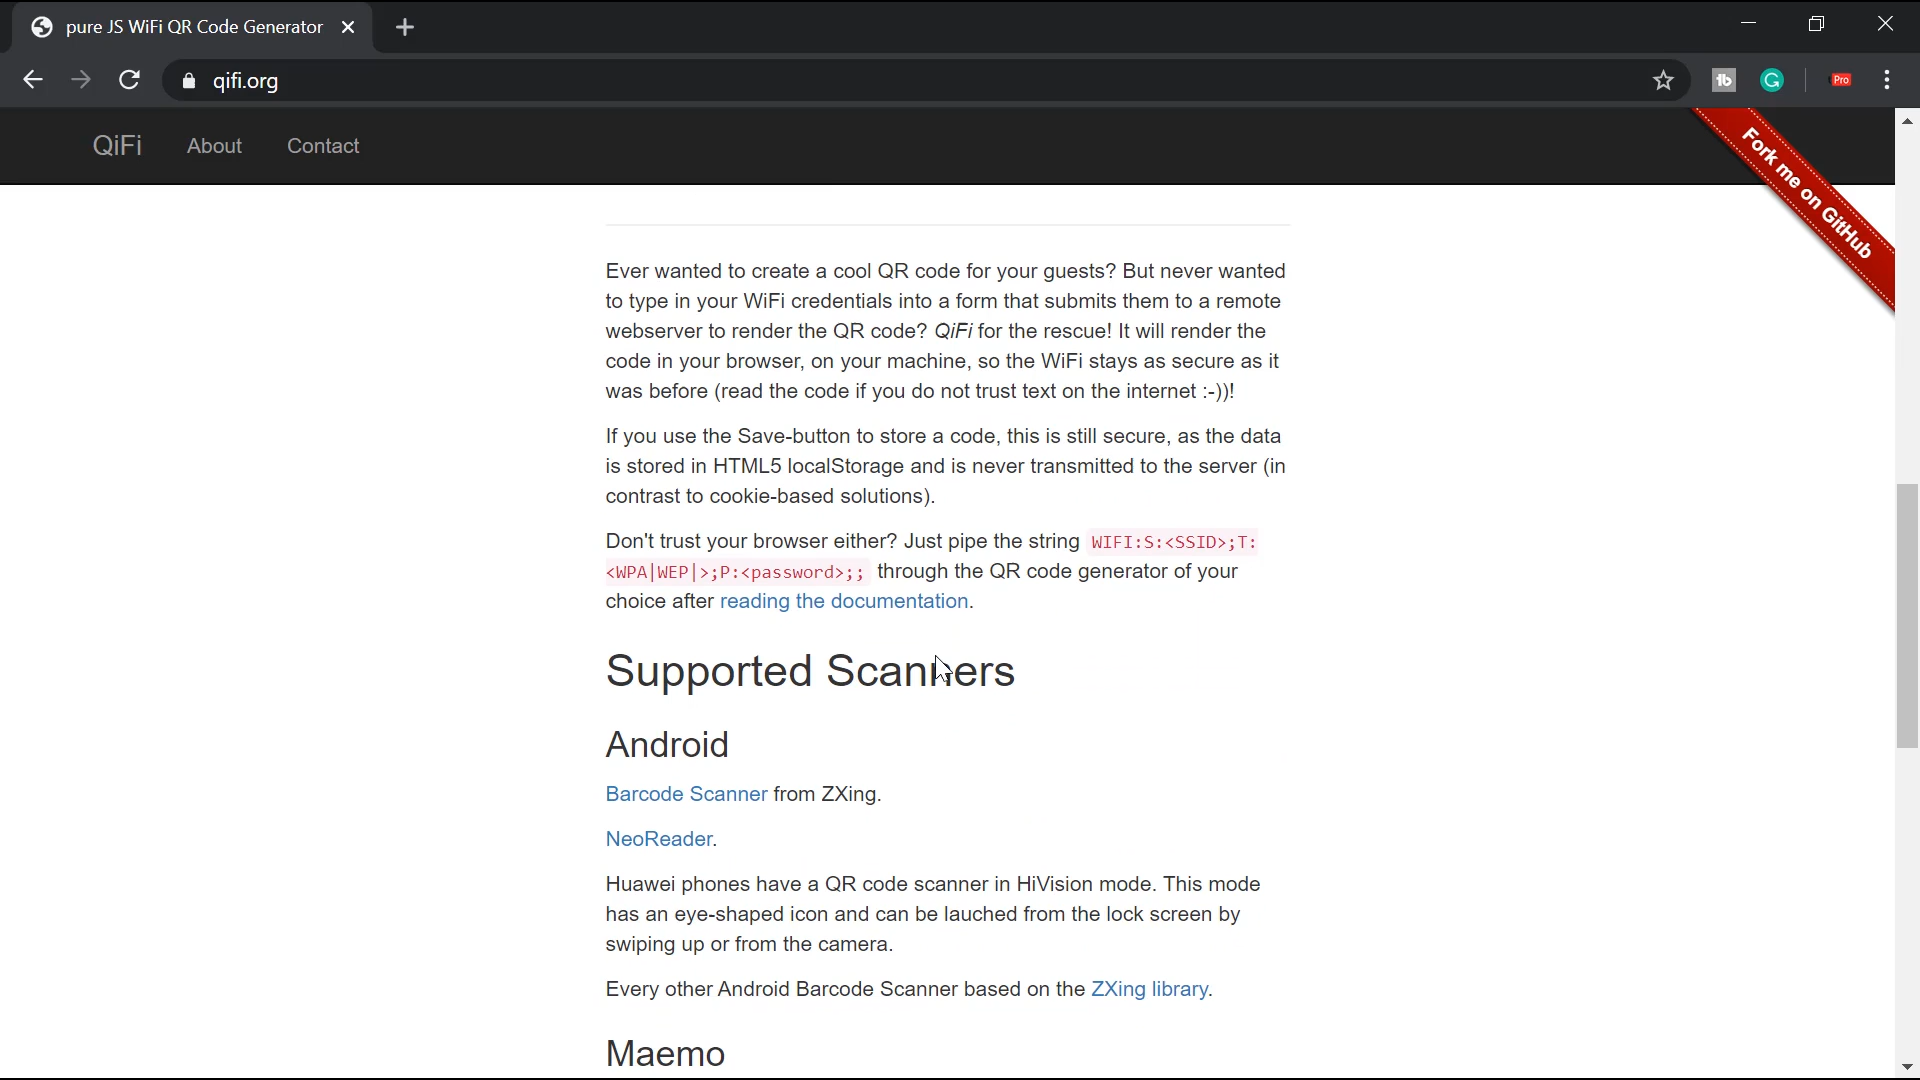 pure JS WiFi QR Code Generator
qifi.org
Pro
QiFi About Contact
Fork me on GitHub
Ever wanted to create a cool QR code for your guests? But never wanted
to type in your WiFi credentials into a form that submits them to a remote
webserver to render the QR code? QiFi for the rescue! It will render the
code in your browser, on your machine, so the WiFi stays as secure as it
was before (read the code if you do not trust text on the internet :-))!
If you use the Save-button to store a code, this is still secure, as the data
is stored in HTML5 localStorage and is never transmitted to the server (in
contrast to cookie-based solutions).
Don't trust your browser either? Just pipe the string WIFI:S:<SSID>;T:
<WPA|WEP|>;P:<password>;; through the QR code generator of your
choice after reading the documentation.
Supported Scanners
Android
Barcode Scanner from ZXing.
NeoReader.
Huawei phones have a QR code scanner in HiVision mode. This mode
has an eye-shaped icon and can be lauched from the lock screen by
swiping up or from the camera.
Every other Android Barcode Scanner based on the ZXing library.
Maemo